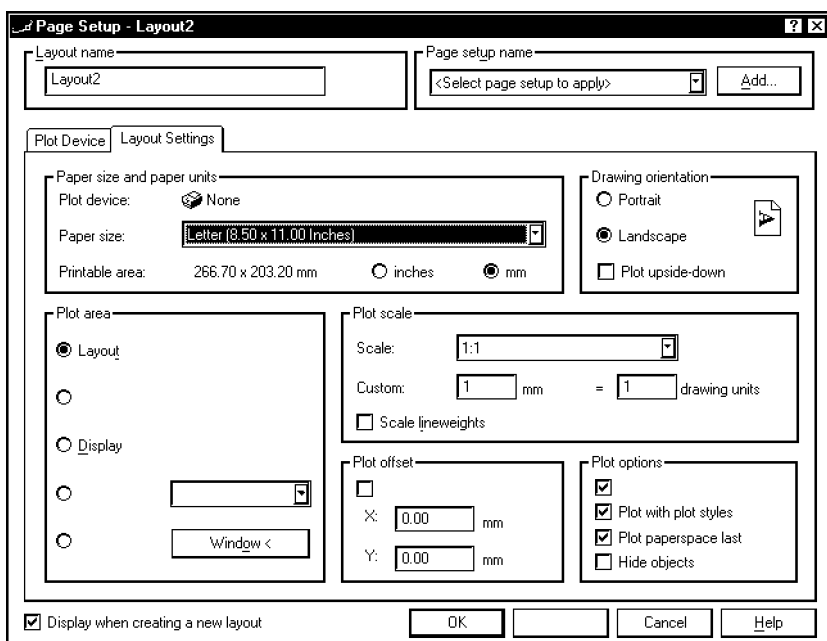 Page Setup - Layout2
Layout name
Layout2
Page setup name
<Select page setup to apply>
Add...
Plot Device
Layout Settings
Paper size and paper units
Plot device: None
Paper size: Letter (8.50 x 11.00 Inches)
Printable area: 266.70 x 203.20 mm inches mm
Drawing orientation
Portrait
Landscape
Plot upside-down
A
Plot area
Layout
Display
Window <
Plot scale
Scale: 1:1
Custom: 1 mm = 1 drawing units
Scale lineweights
Plot offset
X: 0.00 mm
Y: 0.00 mm
Plot options
Plot with plot styles
Plot paperspace last
Hide objects
Display when creating a new layout
OK
Cancel
Help